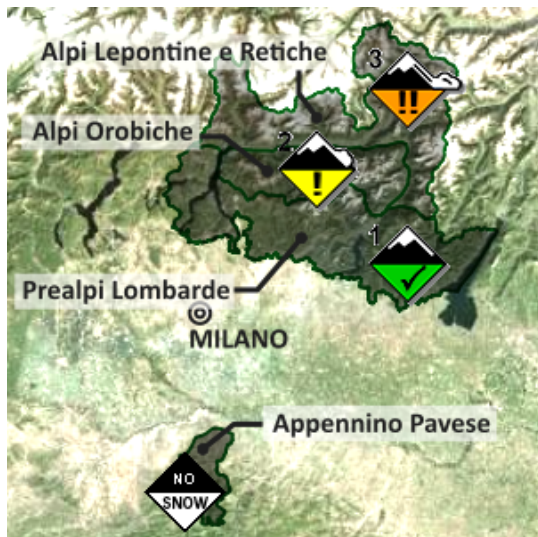 Alpi Lepontine e Retiche
3
!!
Alpi Orobiche
2
!
1
Prealpi Lombarde
MILANO
Appennino Pavese
NO
SNOW